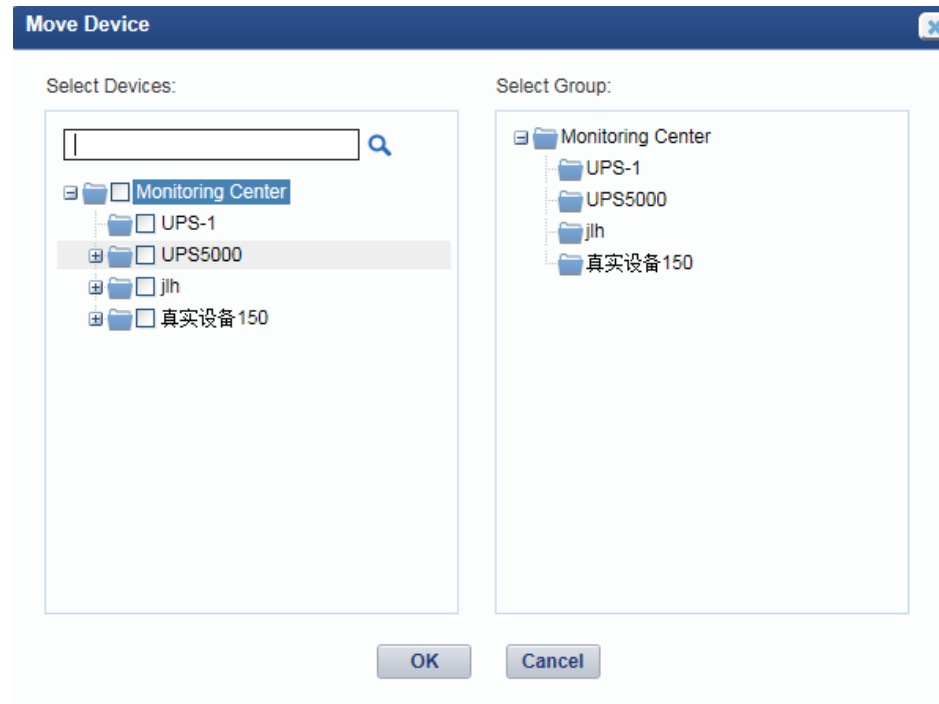 Move Device
Select Devices:
Monitoring Center
UPS-1
UPS5000
jlh
真实设备150
Select Group:
Monitoring Center
UPS-1
UPS5000
jlh
真实设备150
OK
Cancel